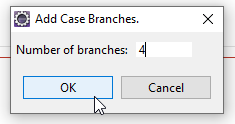 Add Case Branches.
Number of branches: 4
OK Cancel